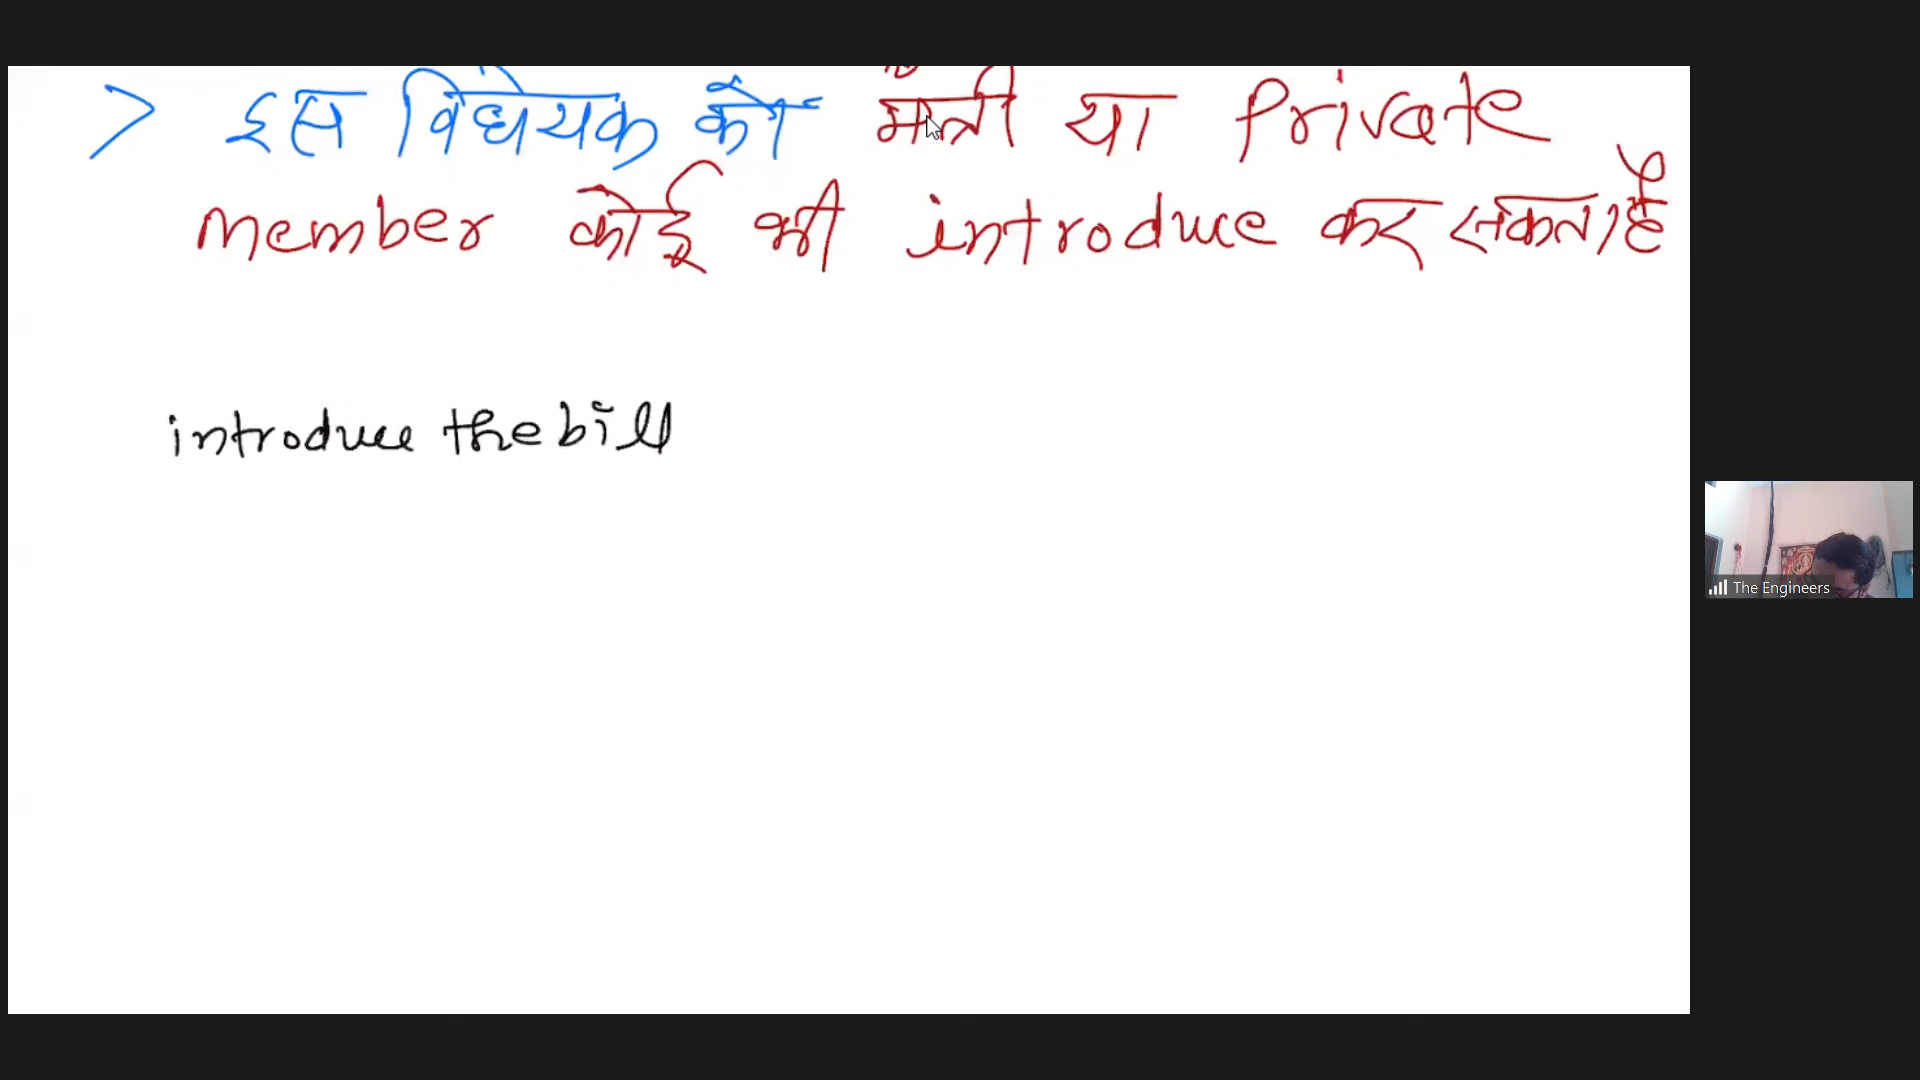 > इस विधेयक को मंत्री या Private
member कोई भी introduce कर सकता है
introduce the bill
The Engineers